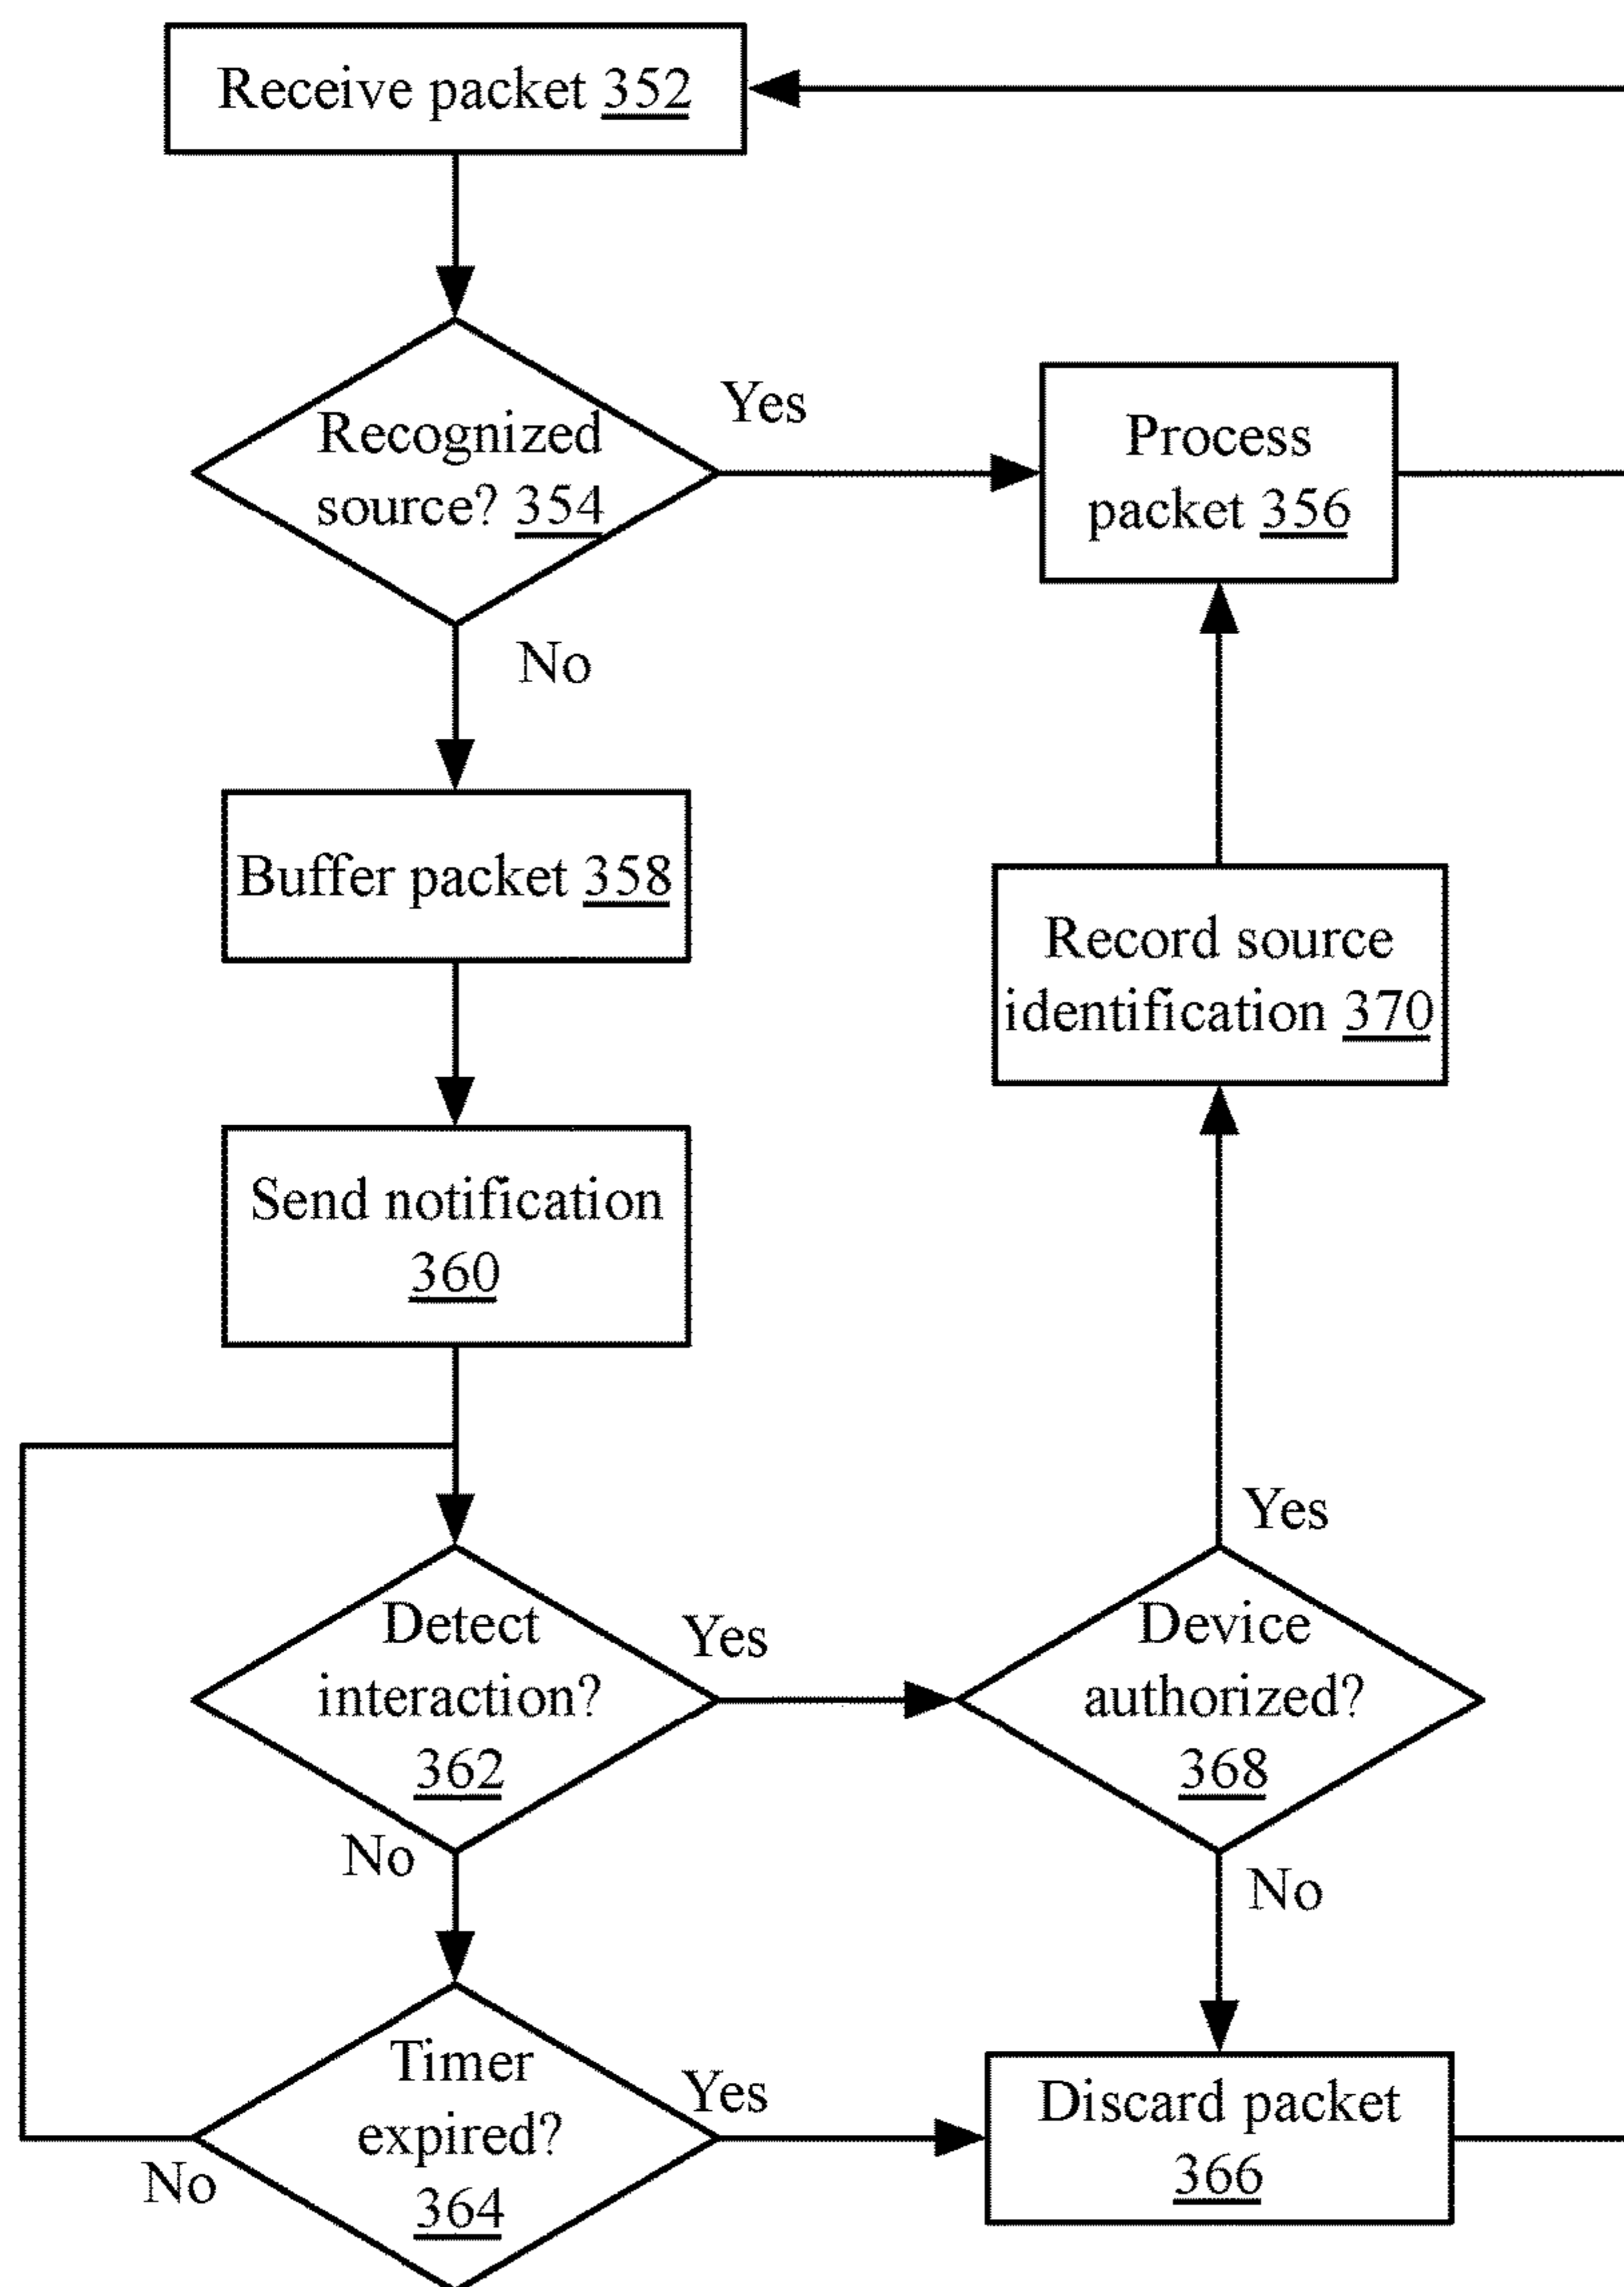 Receive packet 352
Recognized
source? 354
Yes
Process
packet 356
No
Buffer packet 358
Record source
identification 370
Send notification
360
Detect
interaction?
362
Yes
No
Device
authorized?
368
Yes
No
Timer
expired?
364
Yes
No
Discard packet
366